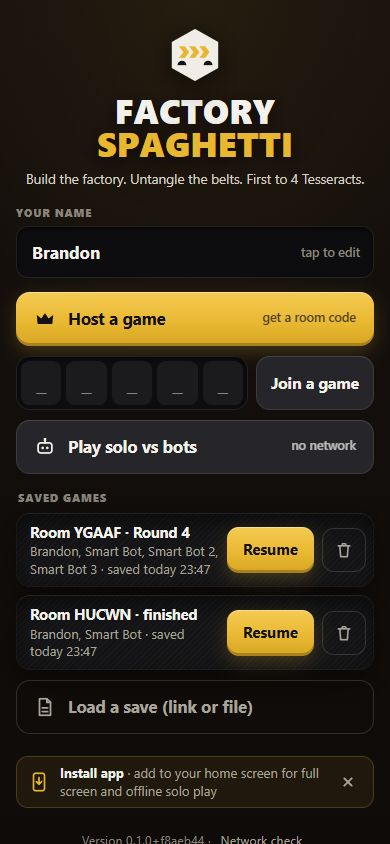 FACTORY
SPAGHETTI
Build the factory. Untangle the belts. First to 4 Tesseracts.
YOUR NAME
Brandon tap to edit
Host a game get a room code
_ _ _ _ _ Join a game
Play solo vs bots no network
SAVED GAMES
Room YGAAF · Round 4
Brandon, Smart Bot, Smart Bot 2,
Smart Bot 3 · saved today 23:47
Resume
Room HUCWN · finished
Brandon, Smart Bot · saved
today 23:47
Resume
Load a save (link or file)
Install app · add to your home screen for full
screen and offline solo play
Version 0.1.0+f8aeb44 · Network check